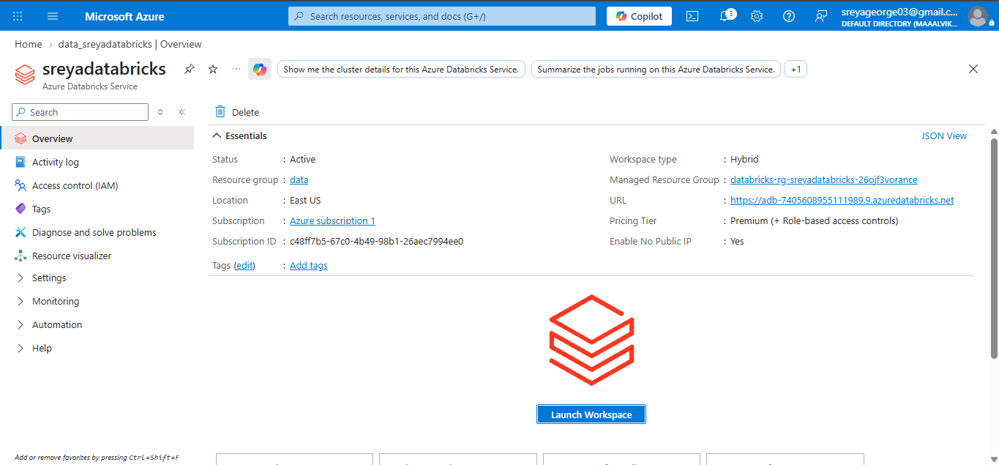 Microsoft Azure
Search resources, services, and docs (G+/)
Copilot
3
sreyageorge03@gmail.c...
DEFAULT DIRECTORY (MAAALVIK...
Home › data_sreyadatabricks | Overview
sreyadatabricks
Azure Databricks Service
Show me the cluster details for this Azure Databricks Service.
Summarize the jobs running on this Azure Databricks Service.
+1
Search
Overview
Activity log
Access control (IAM)
Tags
Diagnose and solve problems
Resource visualizer
Settings
Monitoring
Automation
Help
Add or remove favorites by pressing Ctrl+Shift+F
Delete
Essentials
JSON View
Status : Active
Resource group : data
Location : East US
Subscription : Azure subscription 1
Subscription ID : c48ff7b5-67c0-4b49-98b1-26aec7994ee0
Tags (edit) : Add tags
Workspace type : Hybrid
Managed Resource Group : databricks-rg-sreyadatabricks-26ojf3vorance
URL : https://adb-7405608955111989.9.azuredatabricks.net
Pricing Tier : Premium (+ Role-based access controls)
Enable No Public IP : Yes
Launch Workspace